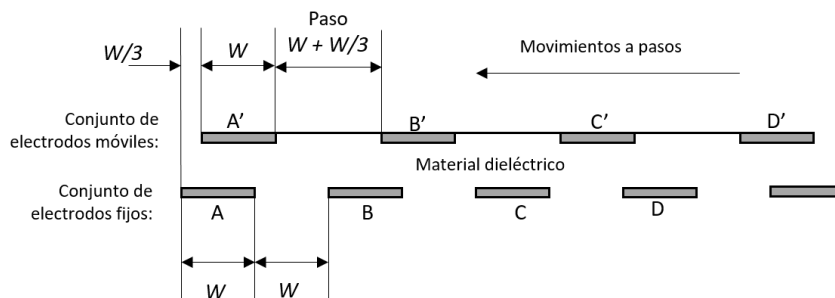 Paso
W/3
W
W + W/3
Movimientos a pasos
Conjunto de
electrodos móviles:
A’
B’
C’
D’
Material dieléctrico
Conjunto de
electrodos fijos:
A
B
C
D
W
W